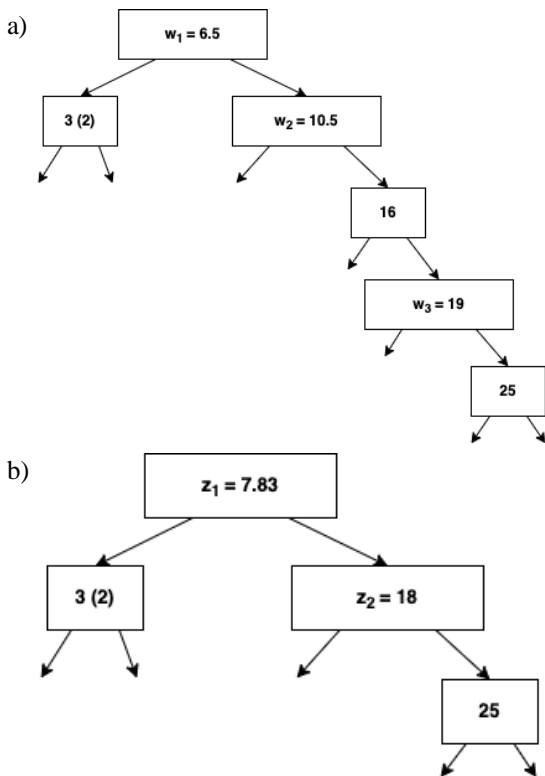 a)
w₁ = 6.5
3 (2)
w₂ = 10.5
16
w₃ = 19
25
b)
z₁ = 7.83
3 (2)
z₂ = 18
25